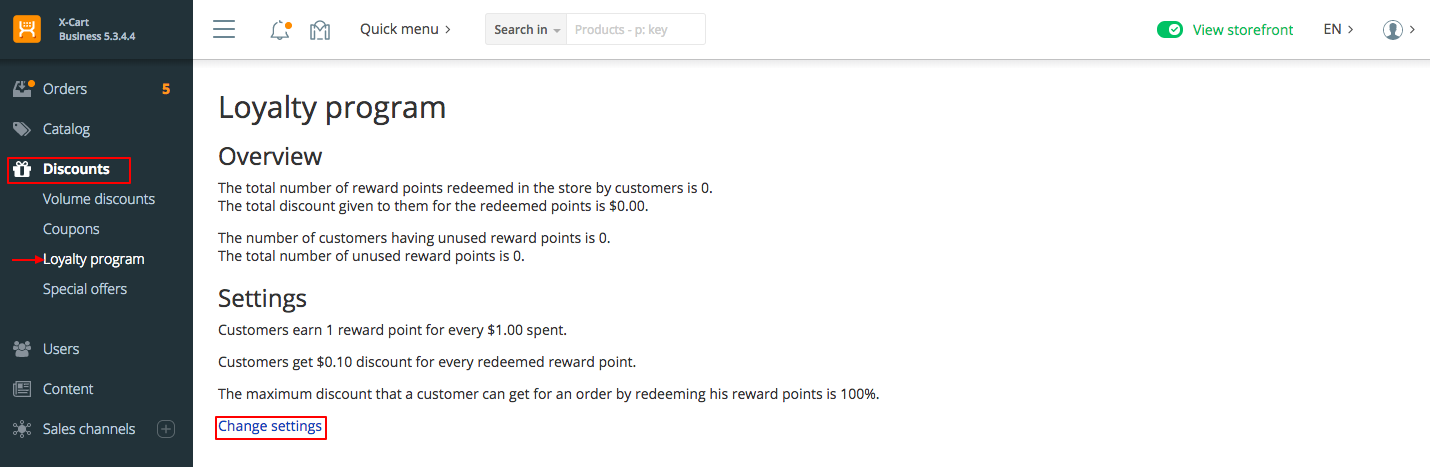 X-Cart
Business 5.3.4.4
Quick menu
Search in
Products - p: key
View storefront
EN
Orders
5
Catalog
Discounts
Volume discounts
Coupons
Loyalty program
Special offers
Users
Content
Sales channels
Loyalty program
Overview
The total number of reward points redeemed in the store by customers is 0.
The total discount given to them for the redeemed points is $0.00.
The number of customers having unused reward points is 0.
The total number of unused reward points is 0.
Settings
Customers earn 1 reward point for every $1.00 spent.
Customers get $0.10 discount for every redeemed reward point.
The maximum discount that a customer can get for an order by redeeming his reward points is 100%.
Change settings